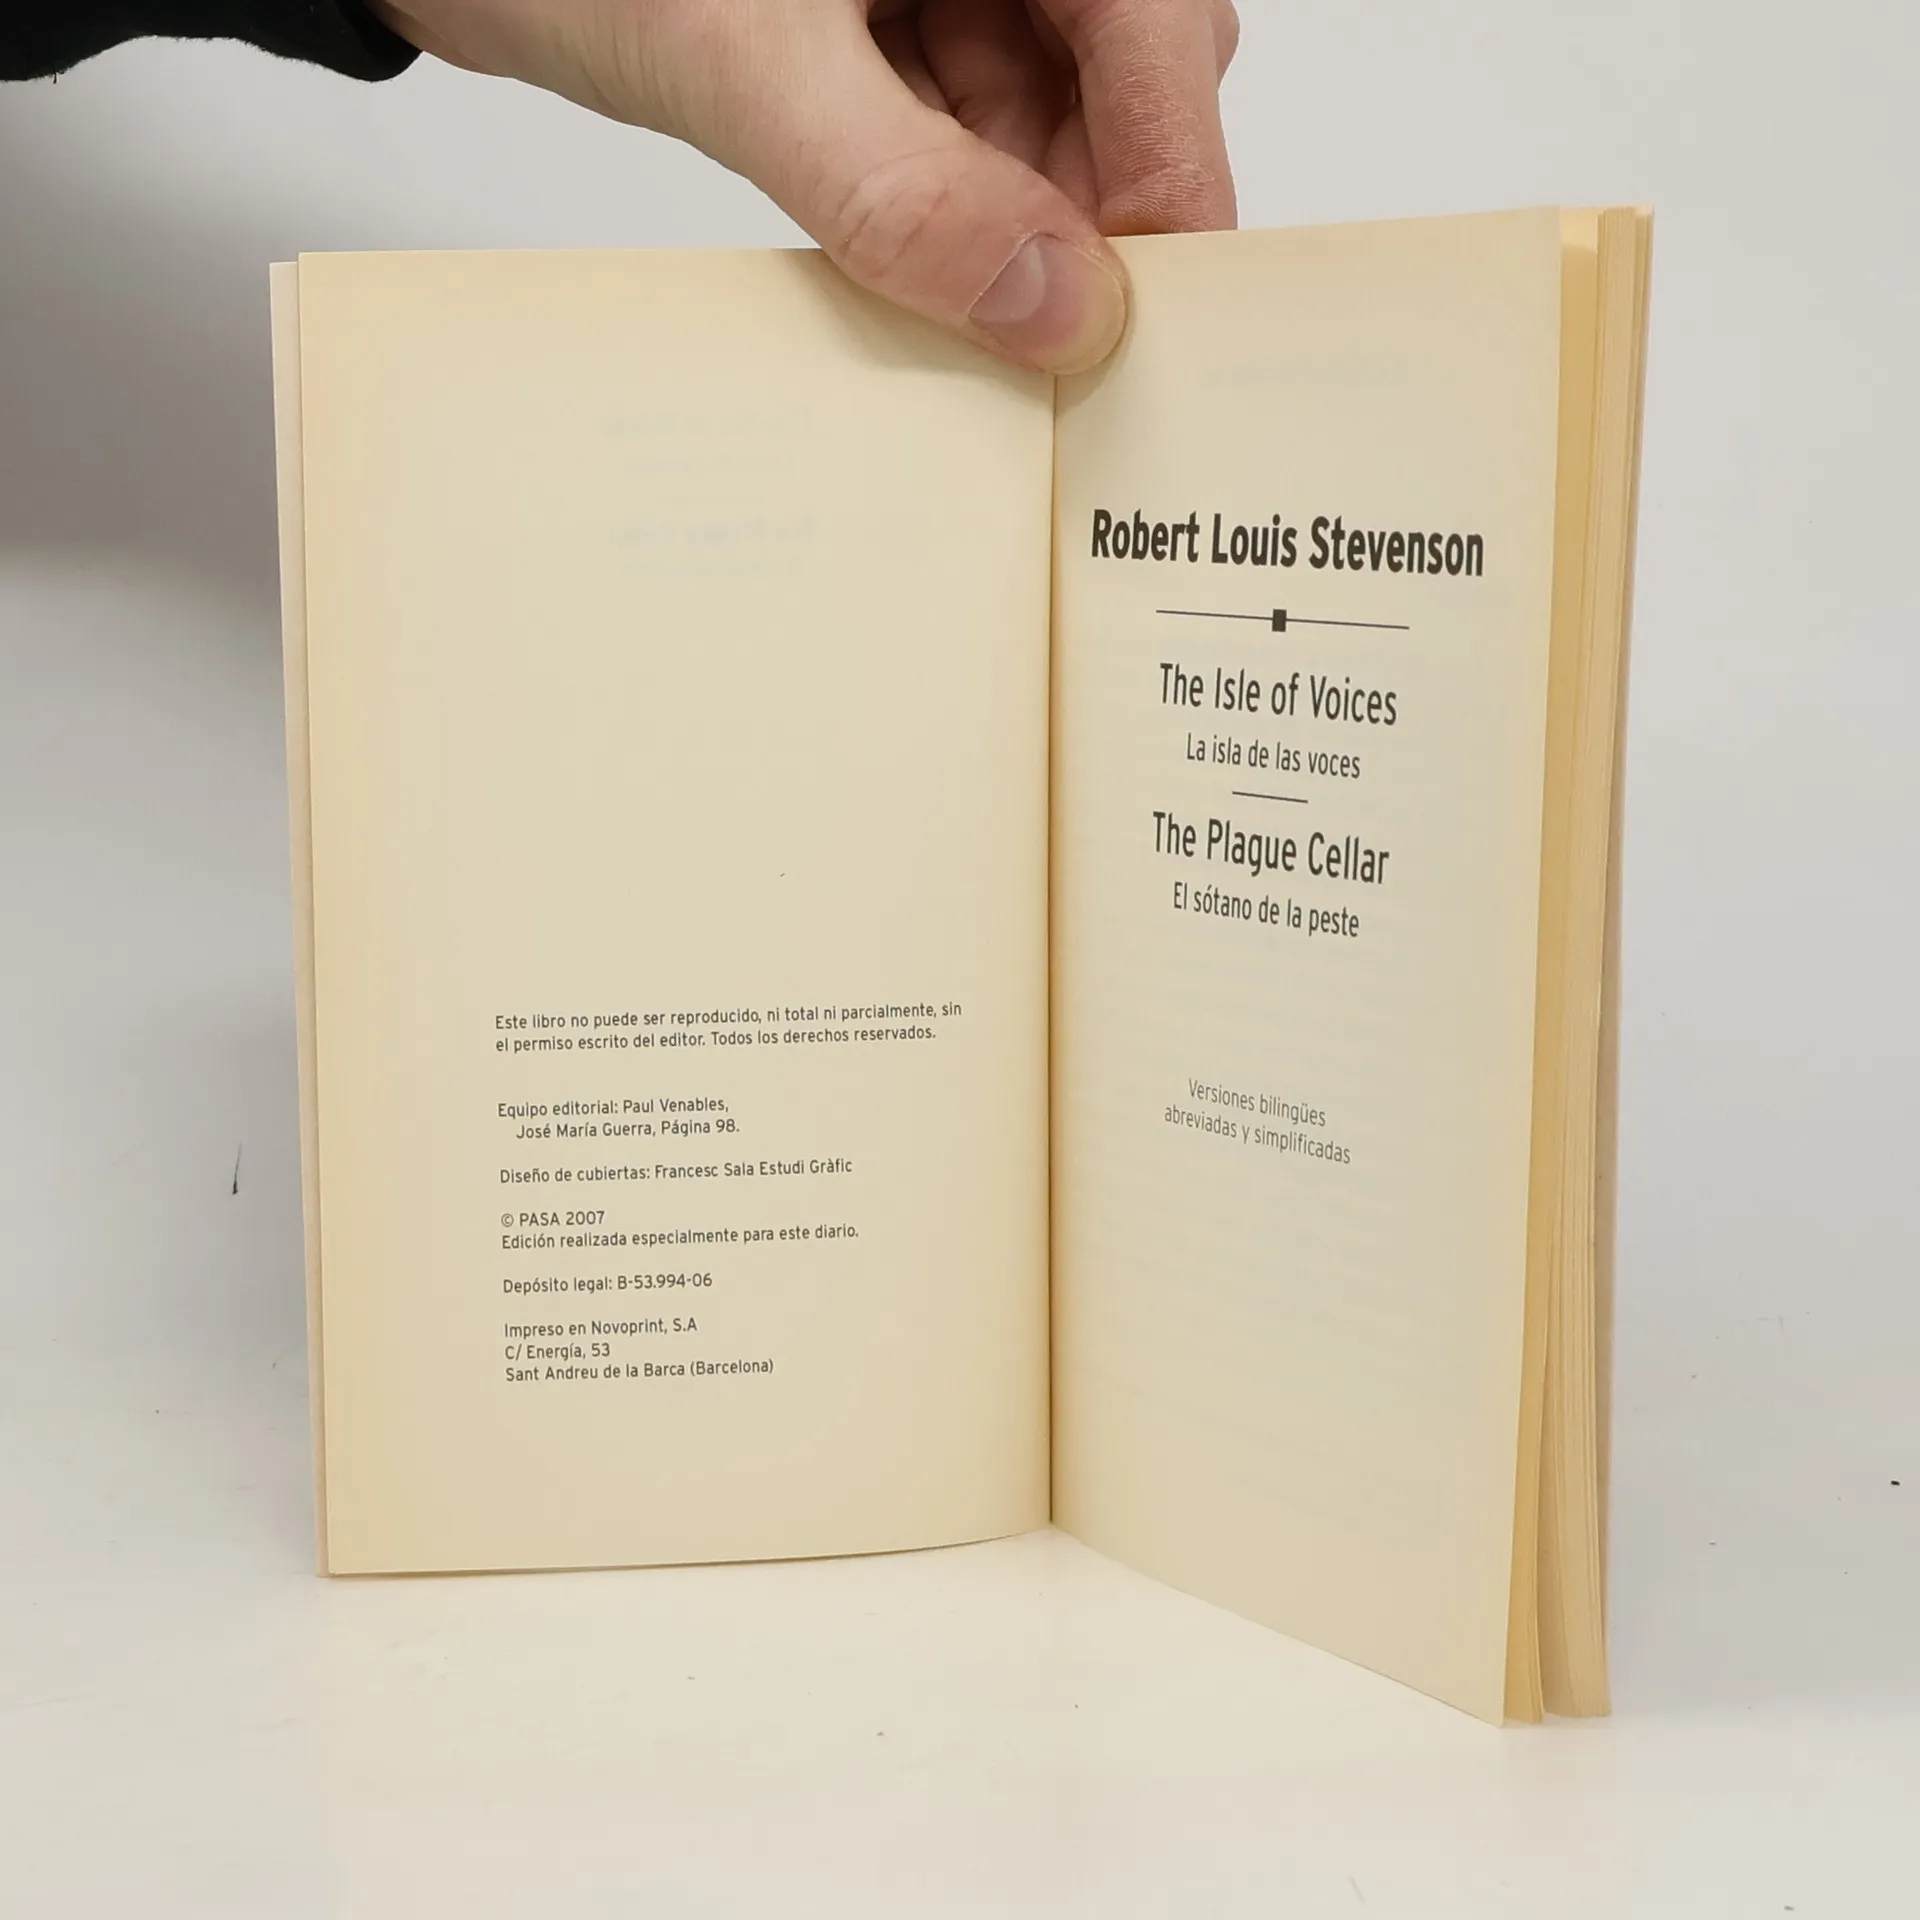 Este libro no puede ser reproducido, ni total ni parcialmente, sin
el permiso escrito del editor. Todos los derechos reservados.
Equipo editorial: Paul Venables,
José María Guerra, Página 98.
Diseño de cubiertas: Francesc Sala Estudi Gràfic
© PASA 2007
Edición realizada especialmente para este diario.
Depósito legal: B-53.994-06
Impreso en Novoprint, S.A
C/ Energía, 53
Sant Andreu de la Barca (Barcelona)
Robert Louis Stevenson
The Isle of Voices
La isla de las voces
The Plague Cellar
El sótano de la peste
Versiones bilingües
abreviadas y simplificadas